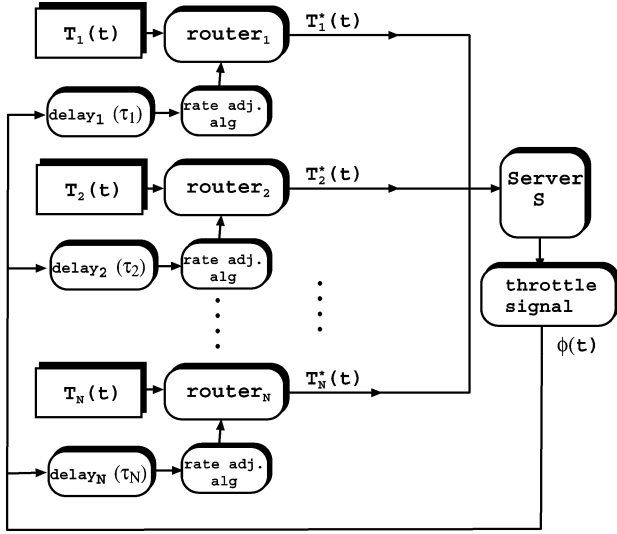 T₁(t)
router₁
T₁*(t)
delay₁ (τ₁)
rate adj.
alg
T₂(t)
router₂
T₂*(t)
Server
S
delay₂ (τ₂)
rate adj.
alg
throttle
signal
ϕ(t)
T_N(t)
router_N
T_N*(t)
delay_N (τ_N)
rate adj.
alg